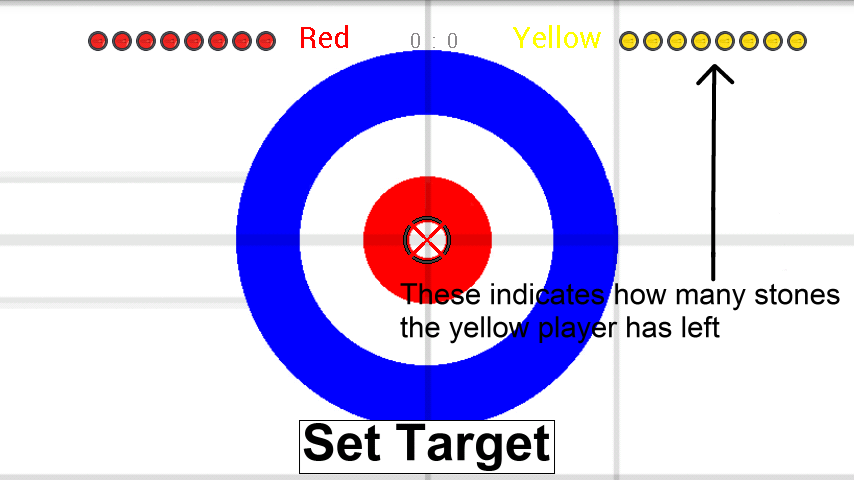 Red 0 : 0 Yellow
These indicates how many stones
the yellow player has left
Set Target